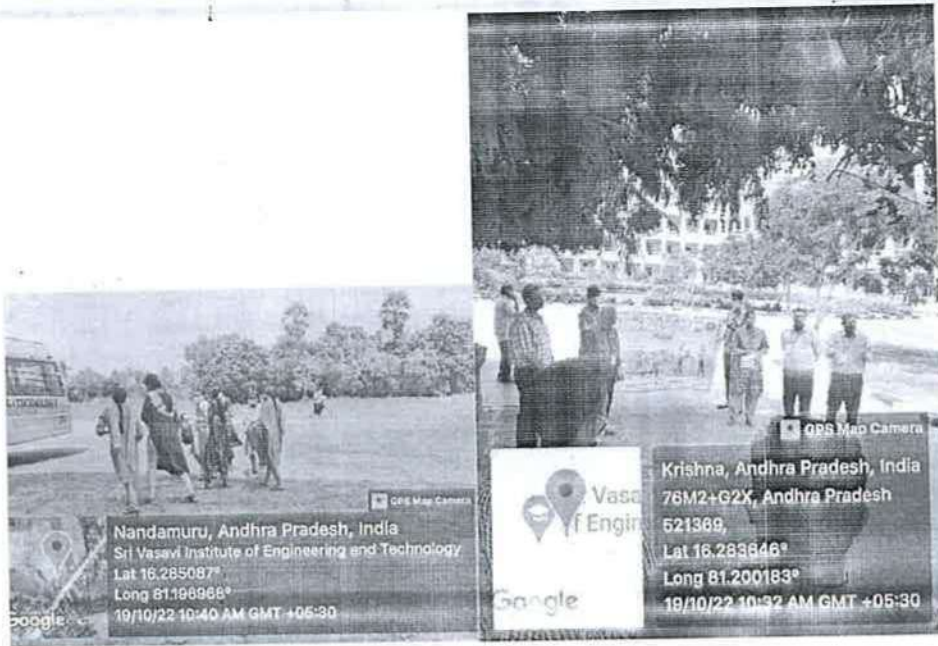 GPS Map Camera
Nandamuru, Andhra Pradesh, India
Sri Vasavi Institute of Engineering and Technology
Lat 16.285087°
Long 81.198968°
19/10/22 10:40 AM GMT +05:30
Google
GPS Map Camera
Krishna, Andhra Pradesh, India
76M2+G2X, Andhra Pradesh
521369,
Lat 16.283646°
Long 81.200183°
19/10/22 10:32 AM GMT +05:30
Vasa
f Engin
Google